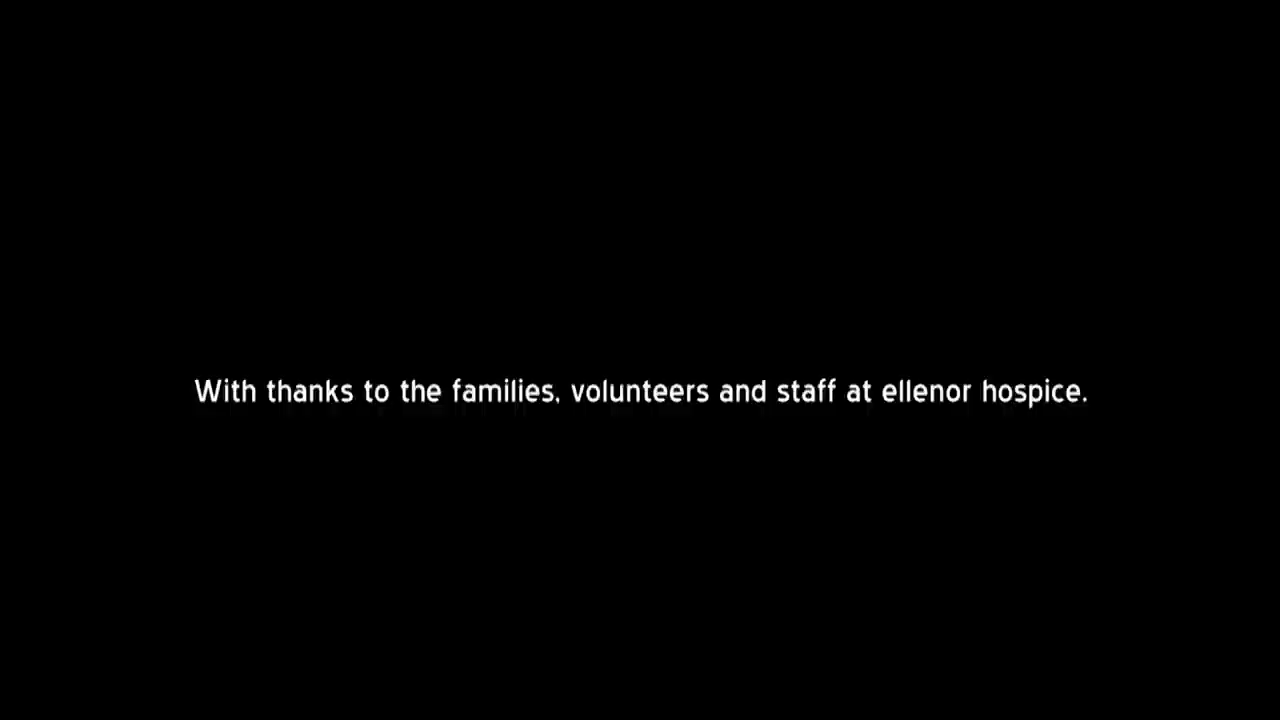 With thanks to the families, volunteers and staff at ellenor hospice.